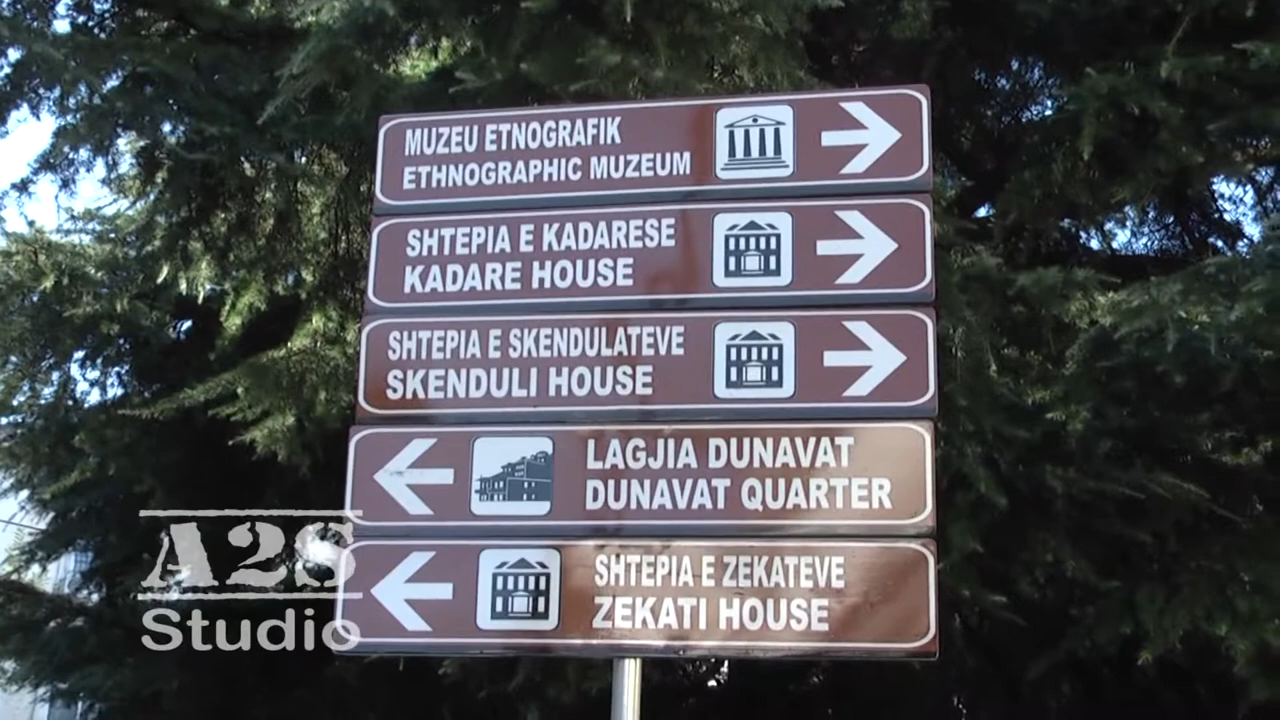 MUZEU ETNOGRAFIK
ETHNOGRAPHIC MUZEUM
SHTEPIA E KADARESE
KADARE HOUSE
SHTEPIA E SKENDULATEVE
SKENDULI HOUSE
LAGJIA DUNAVAT
DUNAVAT QUARTER
SHTEPIA E ZEKATEVE
ZEKATI HOUSE
A2S
Studio